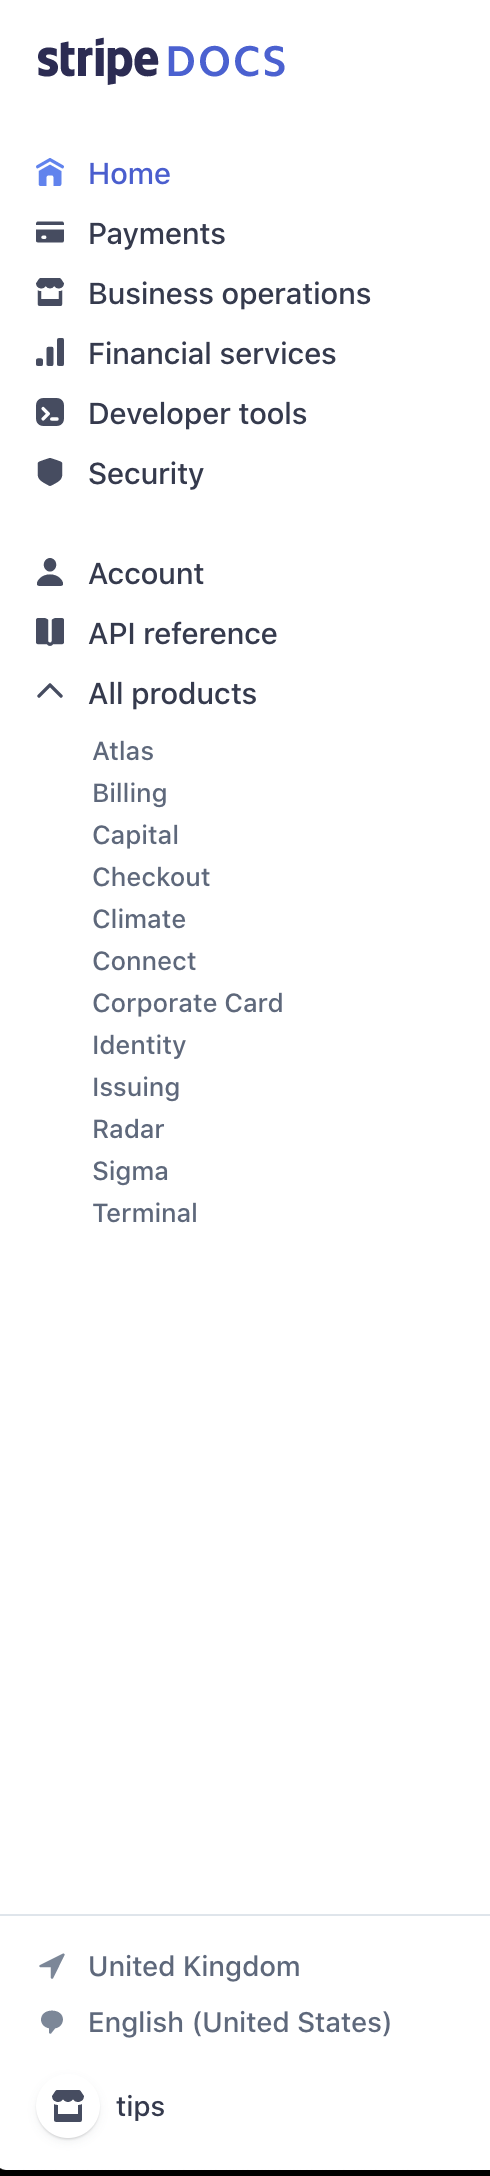 stripe DOCS
Home
Payments
Business operations
Financial services
Developer tools
Security
Account
API reference
All products
Atlas
Billing
Capital
Checkout
Climate
Connect
Corporate Card
Identity
Issuing
Radar
Sigma
Terminal
United Kingdom
English (United States)
tips